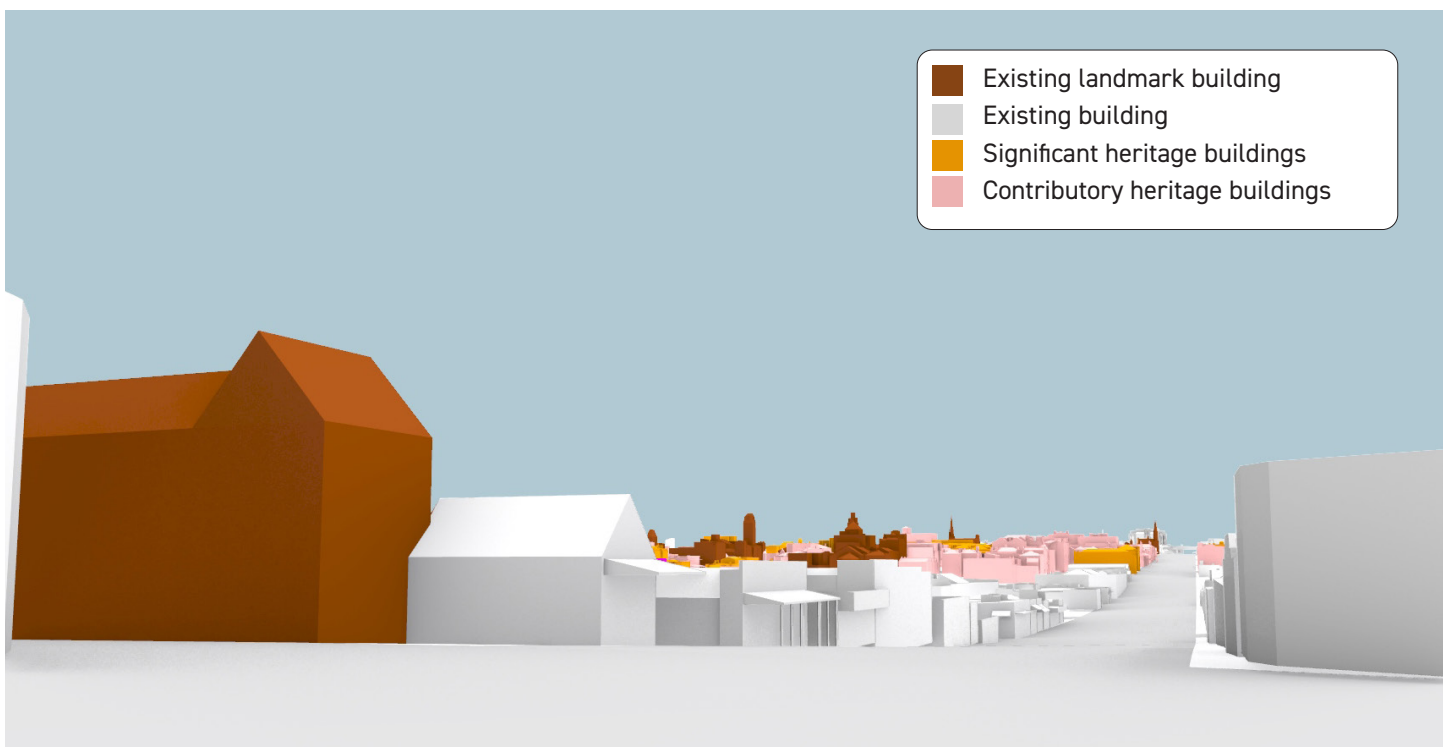 Existing landmark building
Existing building
Significant heritage buildings
Contributory heritage buildings